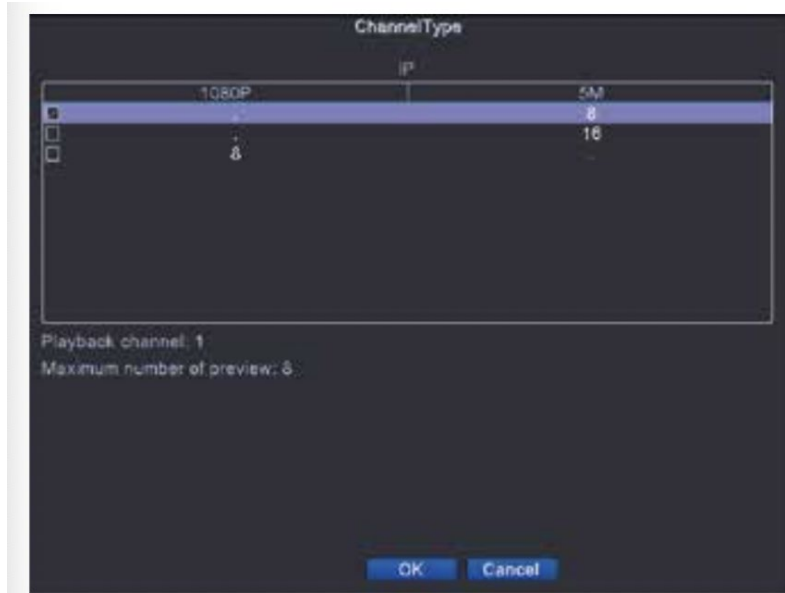 ChannelType
IP
1080P 5M
. 8
. 16
8 .
Playback channel: 1
Maximum number of preview: 8
OK Cancel